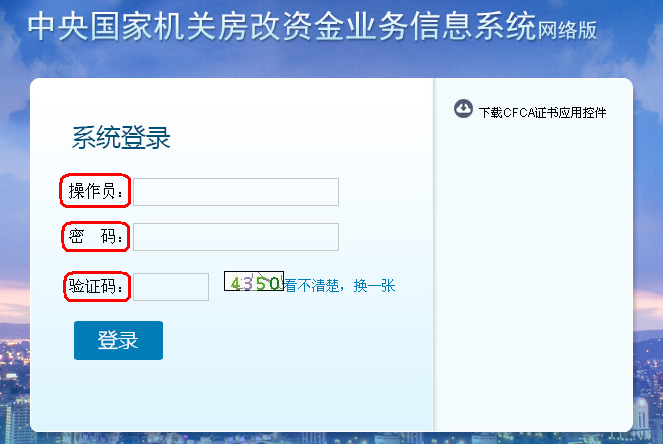 中央国家机关房改资金业务信息系统网络版
下载CFCA证书应用控件
系统登录
操作员：
密 码：
验证码： 4350 看不清楚，换一张
登录